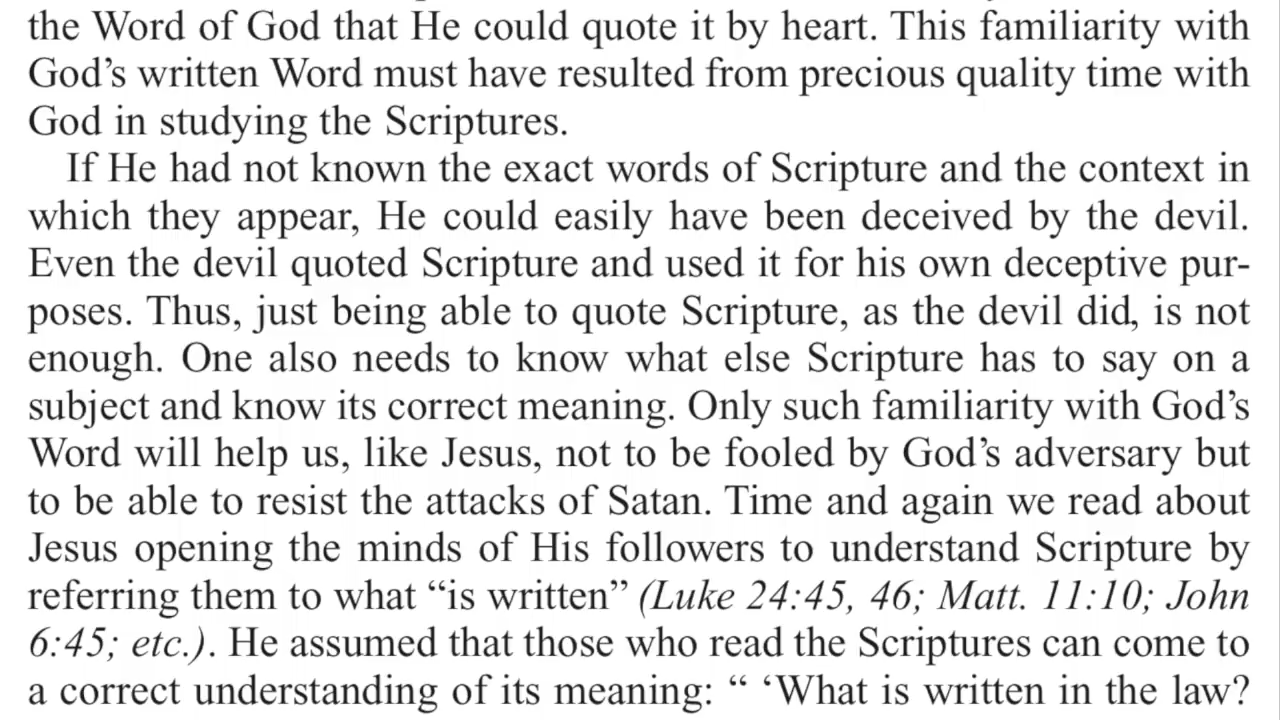 the Word of God that He could quote it by heart. This familiarity with
God’s written Word must have resulted from precious quality time with
God in studying the Scriptures.
If He had not known the exact words of Scripture and the context in
which they appear, He could easily have been deceived by the devil.
Even the devil quoted Scripture and used it for his own deceptive pur-
poses. Thus, just being able to quote Scripture, as the devil did, is not
enough. One also needs to know what else Scripture has to say on a
subject and know its correct meaning. Only such familiarity with God’s
Word will help us, like Jesus, not to be fooled by God’s adversary but
to be able to resist the attacks of Satan. Time and again we read about
Jesus opening the minds of His followers to understand Scripture by
referring them to what “is written” (Luke 24:45, 46; Matt. 11:10; John
6:45; etc.). He assumed that those who read the Scriptures can come to
a correct understanding of its meaning: “ ‘What is written in the law?